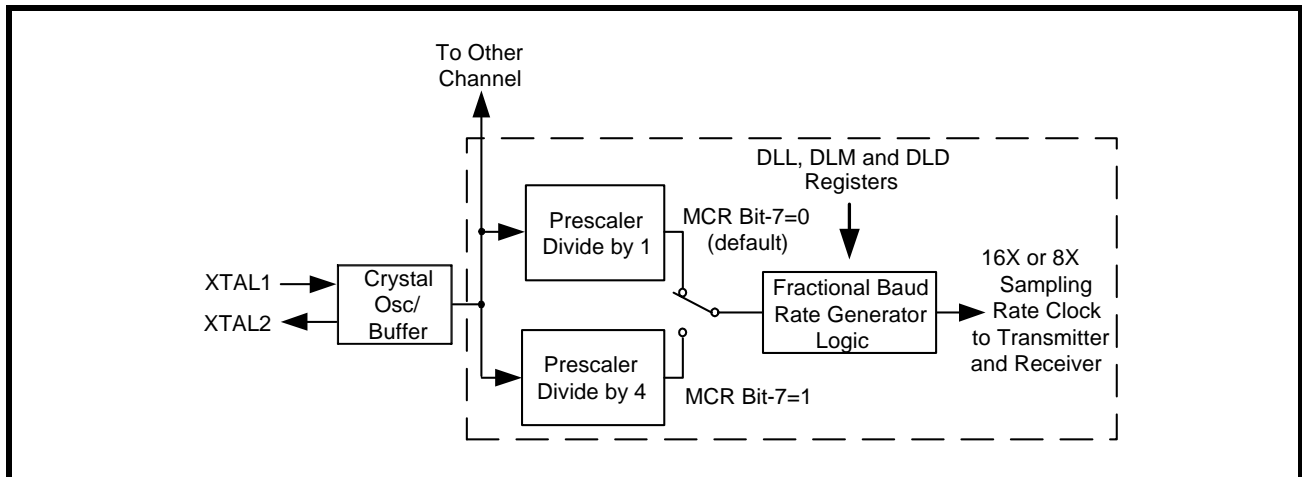 To Other
Channel
DLL, DLM and DLD
Registers
Prescaler
Divide by 1
MCR Bit-7=0
(default)
16X or 8X
Sampling
Rate Clock
to Transmitter
and Receiver
XTAL1
XTAL2
Crystal
Osc/
Buffer
Fractional Baud
Rate Generator
Logic
Prescaler
Divide by 4
MCR Bit-7=1